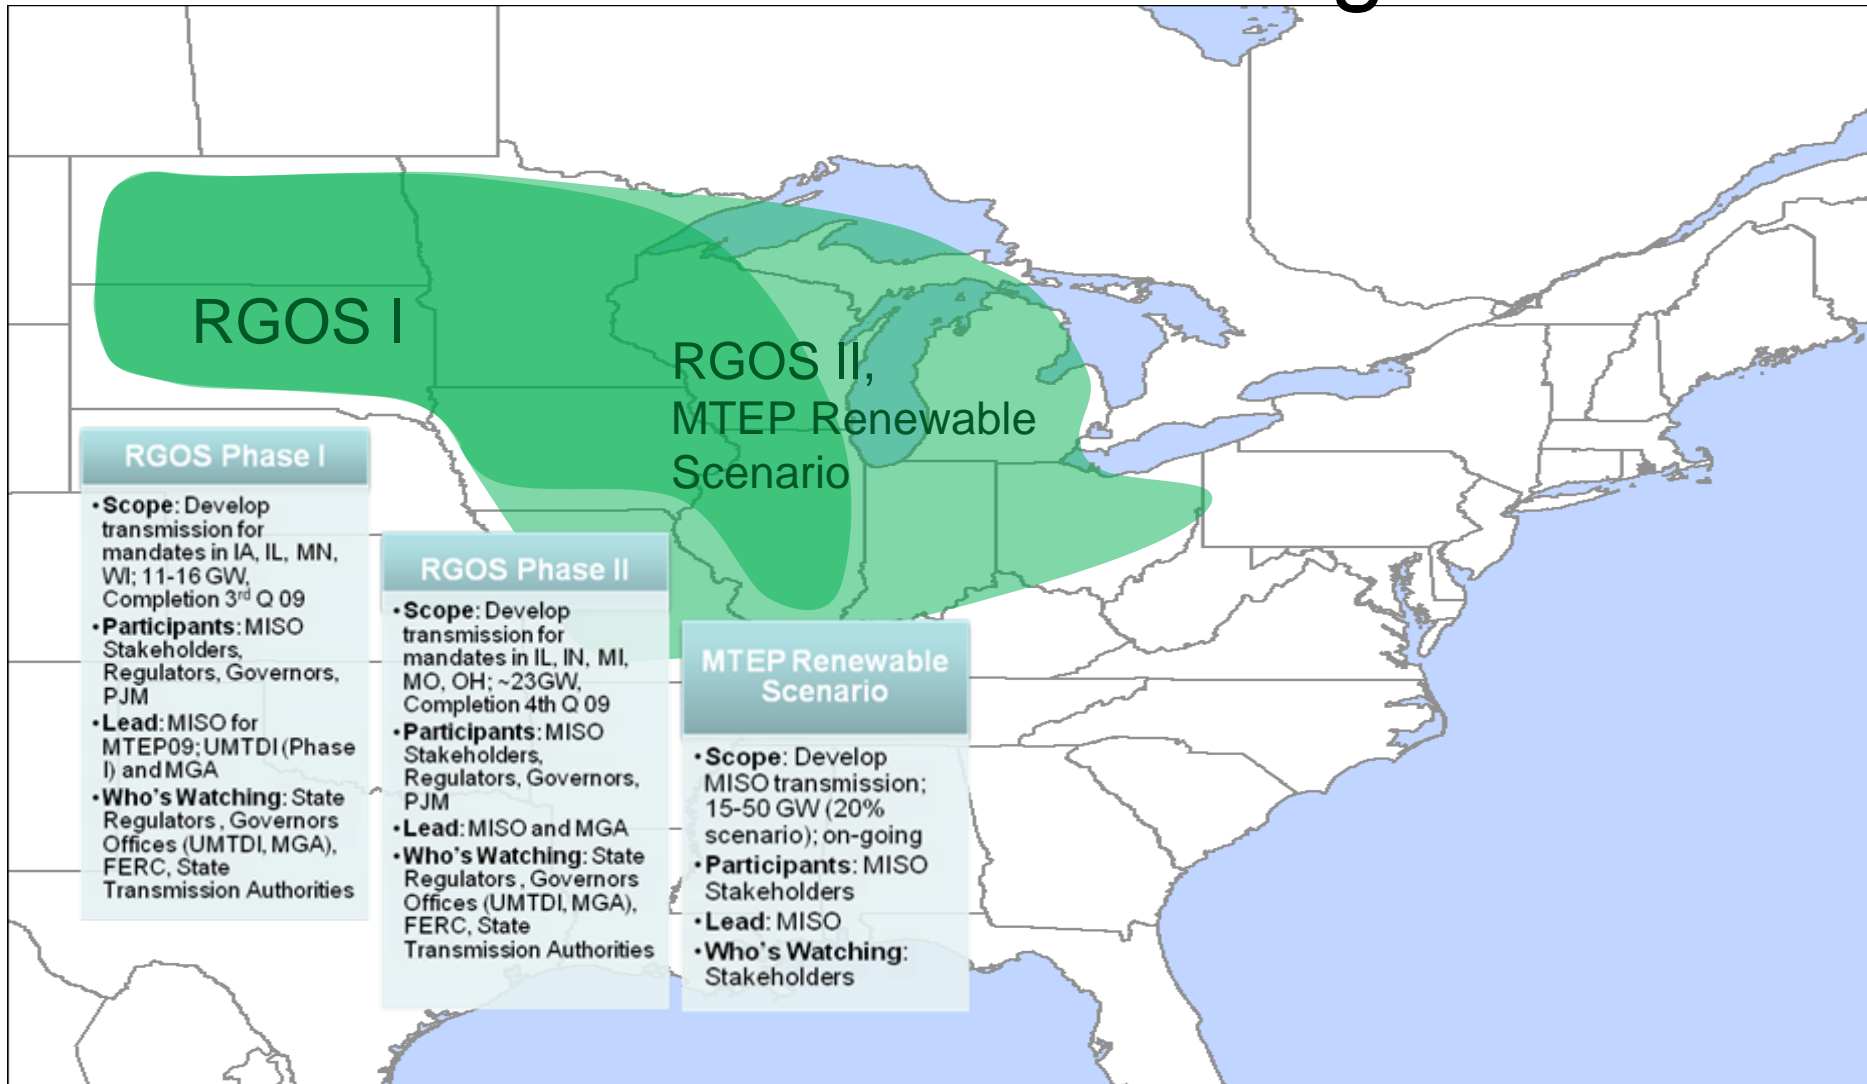 RGOS I
RGOS II,
MTEP Renewable
Scenario
RGOS Phase I
•Scope: Develop
transmission for
mandates in IA, IL, MN,
WI; 11-16 GW,
Completion 3rd Q 09
•Participants: MISO
Stakeholders,
Regulators, Governors,
PJM
•Lead: MISO for
MTEP09; UMTDI (Phase
I) and MGA
•Who's Watching: State
Regulators, Governors
Offices (UMTDI, MGA),
FERC, State
Transmission Authorities
RGOS Phase II
•Scope: Develop
transmission for
mandates in IL, IN, MI,
MO, OH; ~23GW,
Completion 4th Q 09
•Participants: MISO
Stakeholders,
Regulators, Governors,
PJM
•Lead: MISO and MGA
•Who's Watching: State
Regulators, Governors
Offices (UMTDI, MGA),
FERC, State
Transmission Authorities
MTEP Renewable
Scenario
•Scope: Develop
MISO transmission;
15-50 GW (20%
scenario); on-going
•Participants: MISO
Stakeholders
•Lead: MISO
•Who's Watching:
Stakeholders